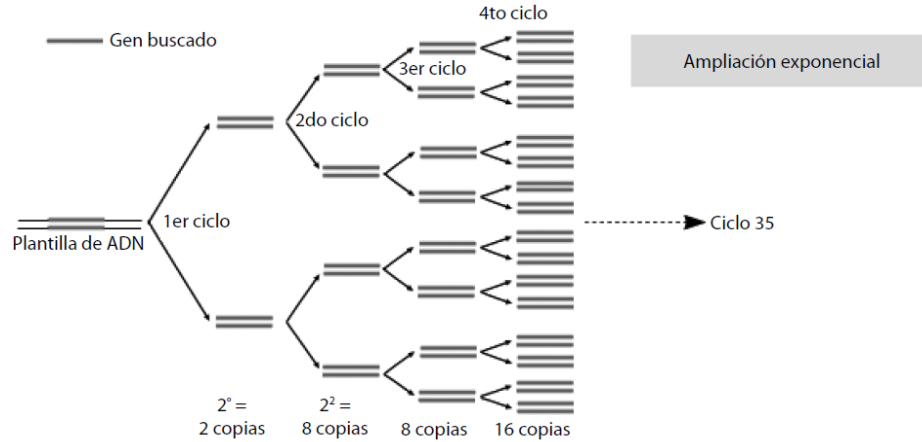 4to ciclo
Gen buscado
Ampliación exponencial
3er ciclo
2do ciclo
1er ciclo
Plantilla de ADN
Ciclo 35
2° =
2 copias
2² =
8 copias
8 copias
16 copias